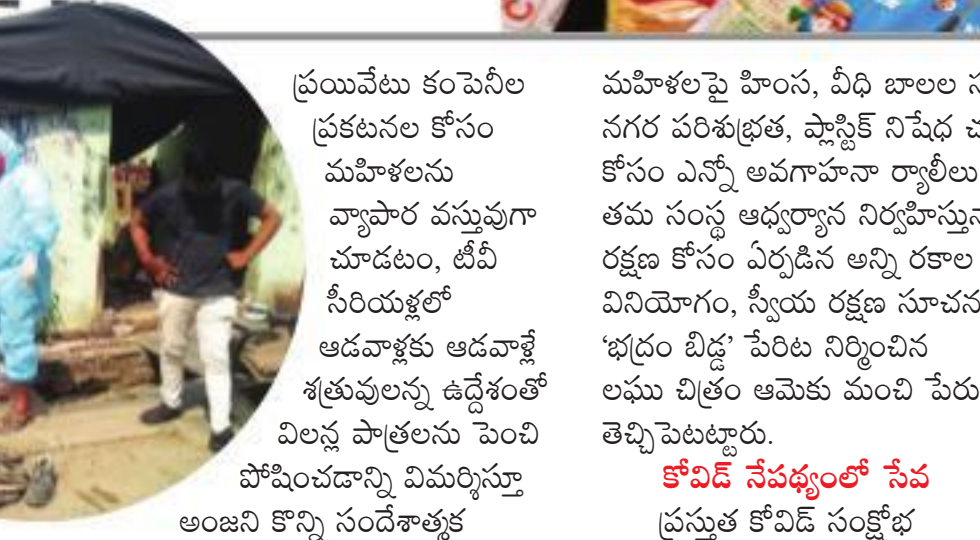 ప్రయివేటు కంపెనీల
ప్రకటనల కోసం
మహిళలను
వ్యాపార వస్తువుగా
చూడటం, టీవీ
సీరియళ్లలో
ఆడవాళ్లకు ఆడవాళ్లే
శత్రువులన్న ఉద్దేశంతో
విలన్ల పాత్రలను పెంచి
పోషించడాన్ని విమర్శిస్తూ
అంజని కొన్ని సందేశాత్మక
మహిళలపై హింస, వీధి బాలల
నగర పరిశుభ్రత, ప్లాస్టిక్ నిషేధ
కోసం ఎన్నో అవగాహనా ర్యాలీలు
తమ సంస్థ ఆధ్వర్యాన
రక్షణ కోసం ఏర్పడిన అన్ని రకాల
వినియోగం, స్వీయ రక్షణ
‘భద్రం బిడ్డ’ పేరిట నిర్మించిన
లఘు చిత్రం ఆమెకు మంచి పేరు
తెచ్చిపెటట్టారు.
కోవిడ్ నేపథ్యంలో సేవ
ప్రస్తుత కోవిడ్ సంక్షోభ